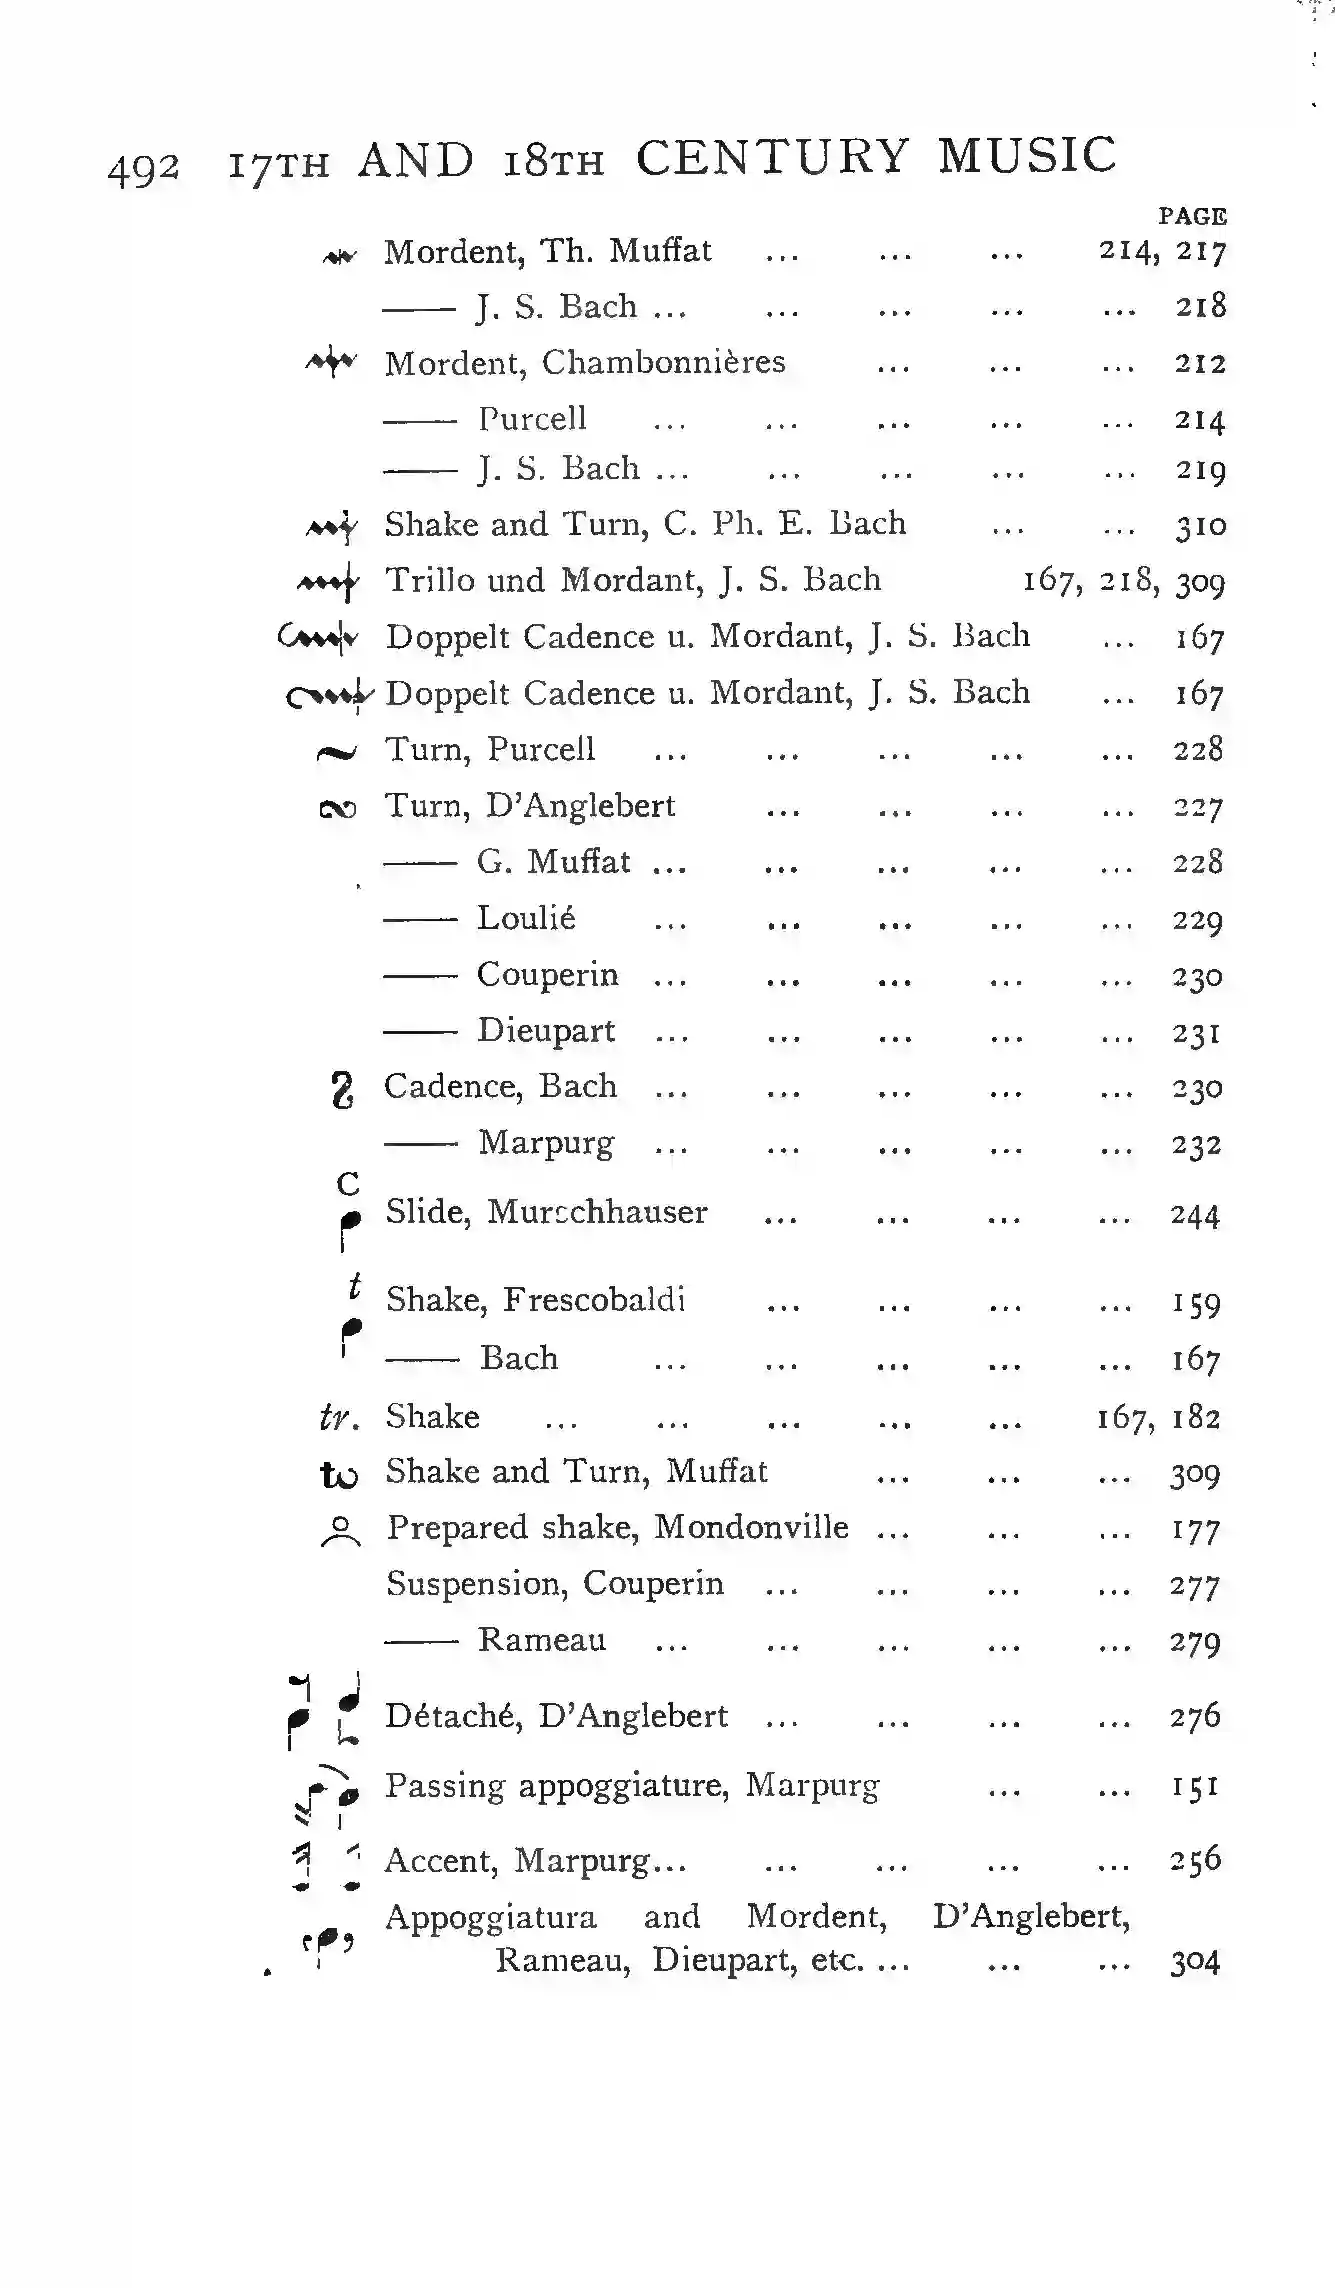 492 17TH AND 18TH CENTURY MUSIC
PAGE
Mordent, Th. Muffat ... ... ... 214, 217
—— J. S. Bach ... ... ... ... ... 218
Mordent, Chambonnières ... ... ... 212
—— Purcell ... ... ... ... ... 214
—— J. S. Bach ... ... ... ... ... 219
Shake and Turn, C. Ph. E. Bach ... ... 310
Trillo und Mordant, J. S. Bach 167, 218, 309
Doppelt Cadence u. Mordant, J. S. Bach ... 167
Doppelt Cadence u. Mordant, J. S. Bach ... 167
Turn, Purcell ... ... ... ... ... 228
Turn, D’Anglebert ... ... ... ... 227
—— G. Muffat ... ... ... ... ... 228
—— Loulié ... ... ... ... ... 229
—— Couperin ... ... ... ... ... 230
—— Dieupart ... ... ... ... ... 231
Cadence, Bach ... ... ... ... ... 230
—— Marpurg ... ... ... ... ... 232
C
Slide, Murschhauser ... ... ... ... 244
t
Shake, Frescobaldi ... ... ... ... 159
—— Bach ... ... ... ... ... 167
tr. Shake ... ... ... ... ... 167, 182
Shake and Turn, Muffat ... ... ... 309
Prepared shake, Mondonville ... ... ... 177
Suspension, Couperin ... ... ... ... 277
—— Rameau ... ... ... ... ... 279
Détaché, D’Anglebert ... ... ... ... 276
Passing appoggiature, Marpurg ... ... 151
Accent, Marpurg... ... ... ... ... 256
Appoggiatura and Mordent, D’Anglebert,
Rameau, Dieupart, etc. ... ... ... 304